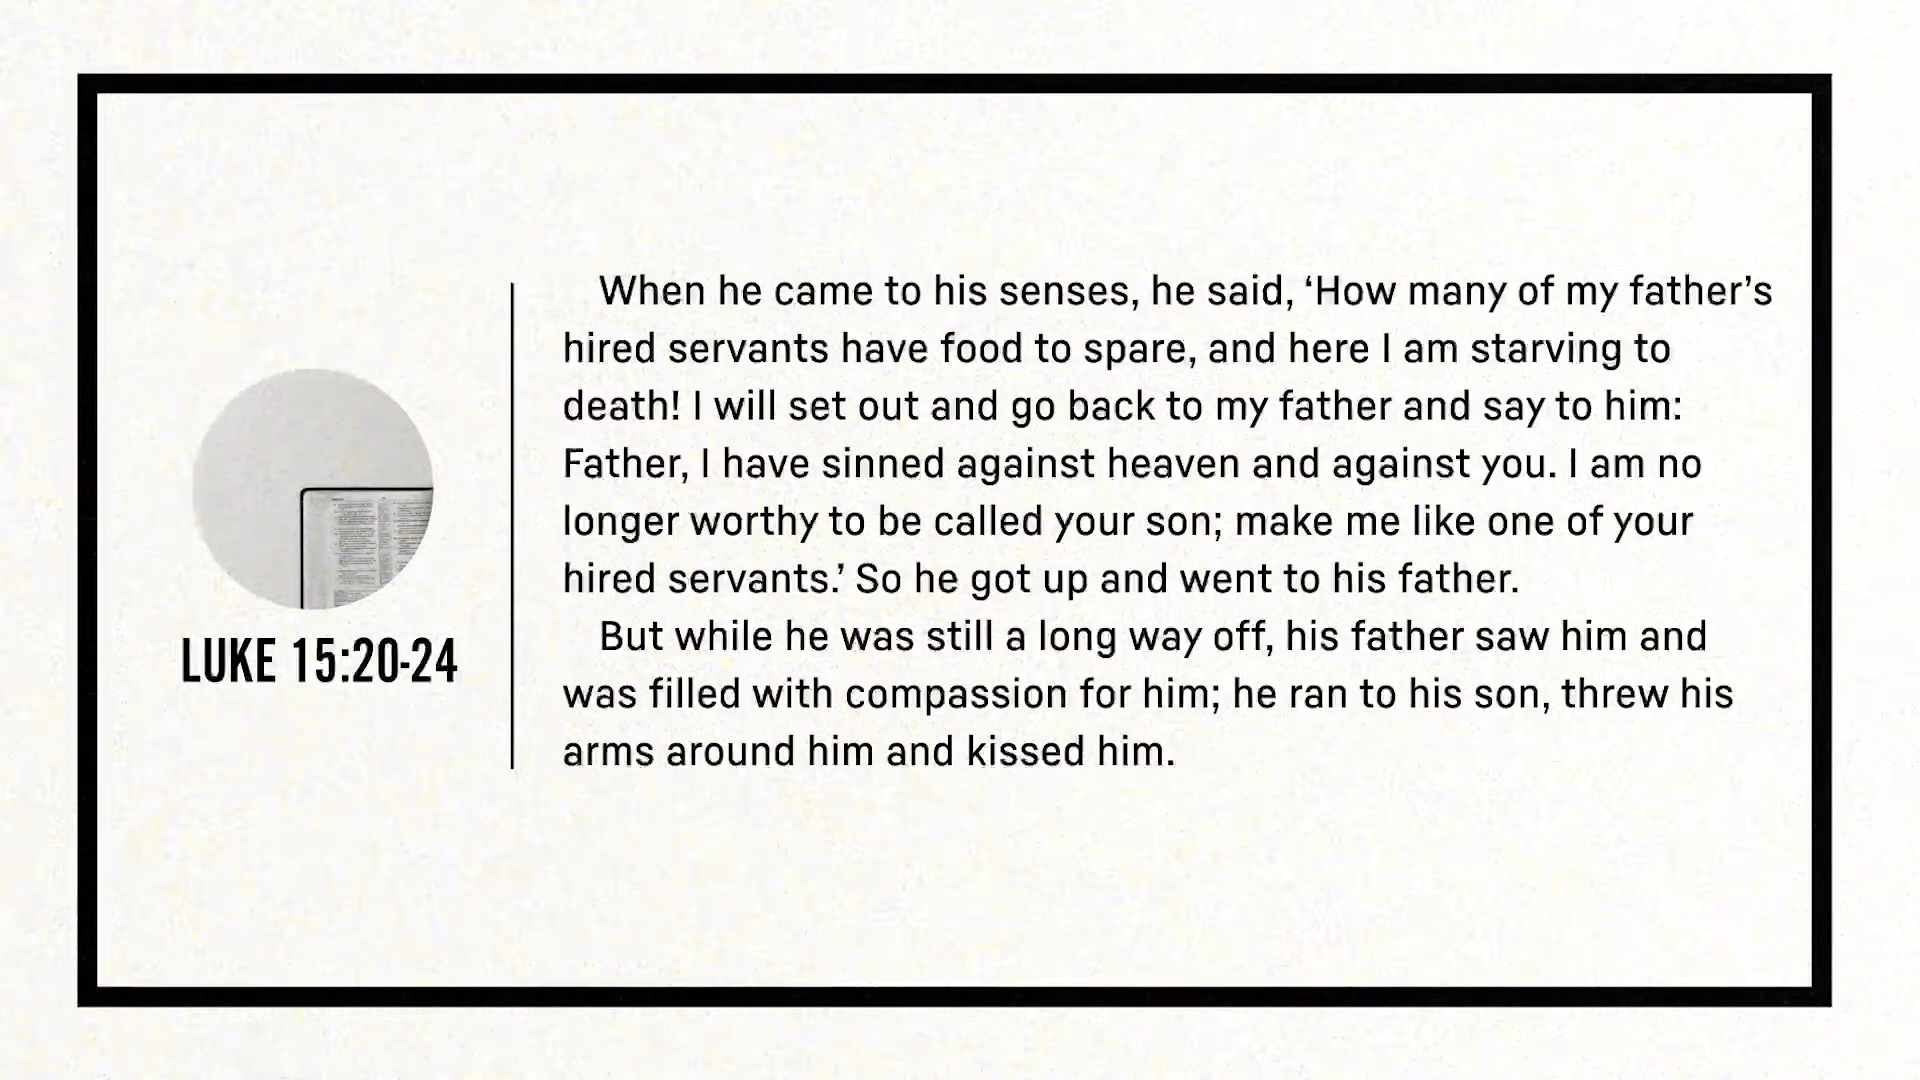 LUKE 15:20-24
When he came to his senses, he said, ‘How many of my father’s
hired servants have food to spare, and here I am starving to
death! I will set out and go back to my father and say to him:
Father, I have sinned against heaven and against you. I am no
longer worthy to be called your son; make me like one of your
hired servants.’ So he got up and went to his father.
But while he was still a long way off, his father saw him and
was filled with compassion for him; he ran to his son, threw his
arms around him and kissed him.